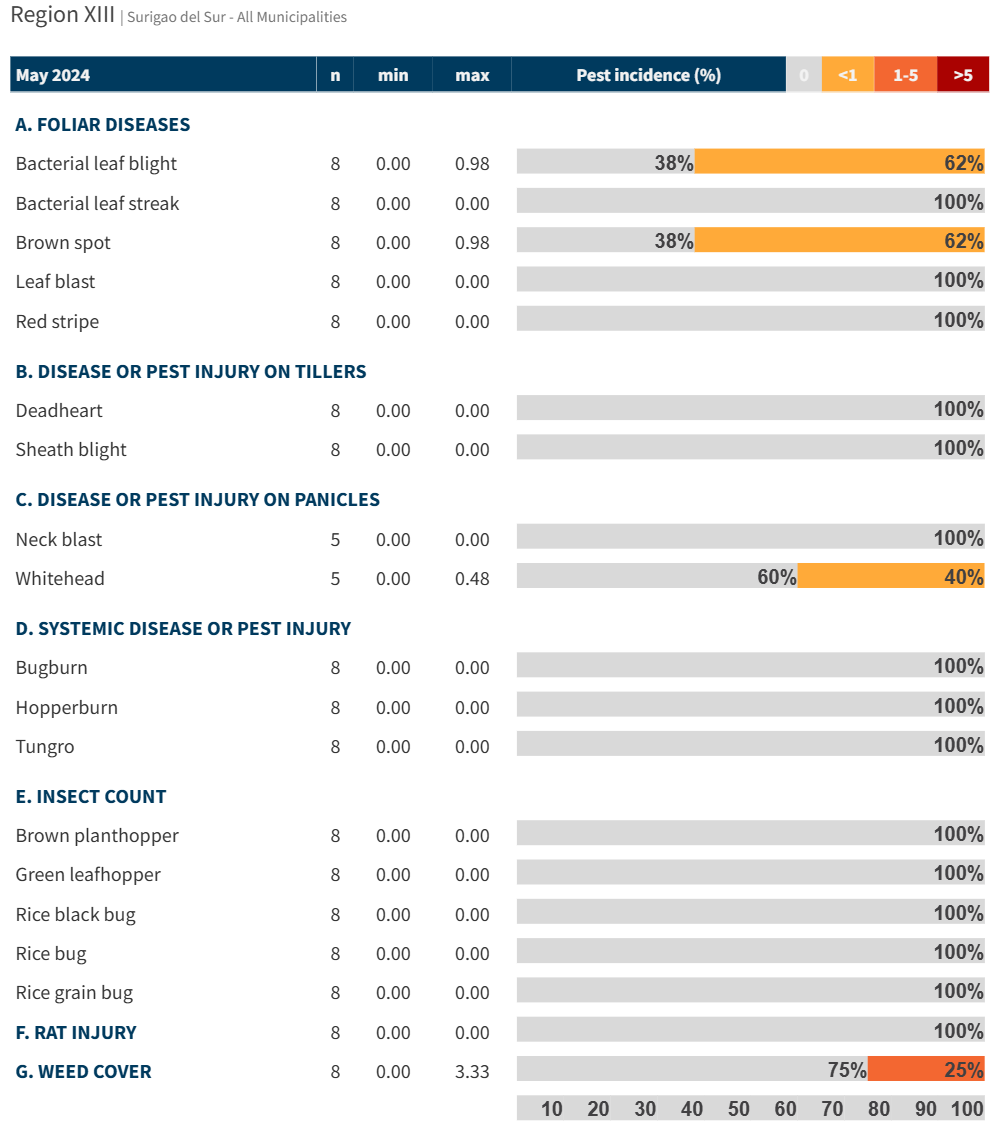 Region XIII | Surigao del Sur - All Municipalities
May 2024 n min max Pest incidence (%) 0 <1 1-5 >5
A. FOLIAR DISEASES
Bacterial leaf blight 8 0.00 0.98 38% 62%
Bacterial leaf streak 8 0.00 0.00 100%
Brown spot 8 0.00 0.98 38% 62%
Leaf blast 8 0.00 0.00 100%
Red stripe 8 0.00 0.00 100%
B. DISEASE OR PEST INJURY ON TILLERS
Deadheart 8 0.00 0.00 100%
Sheath blight 8 0.00 0.00 100%
C. DISEASE OR PEST INJURY ON PANICLES
Neck blast 5 0.00 0.00 100%
Whitehead 5 0.00 0.48 60% 40%
D. SYSTEMIC DISEASE OR PEST INJURY
Bugburn 8 0.00 0.00 100%
Hopperburn 8 0.00 0.00 100%
Tungro 8 0.00 0.00 100%
E. INSECT COUNT
Brown planthopper 8 0.00 0.00 100%
Green leafhopper 8 0.00 0.00 100%
Rice black bug 8 0.00 0.00 100%
Rice bug 8 0.00 0.00 100%
Rice grain bug 8 0.00 0.00 100%
F. RAT INJURY 8 0.00 0.00 100%
G. WEED COVER 8 0.00 3.33 75% 25%
10 20 30 40 50 60 70 80 90 100